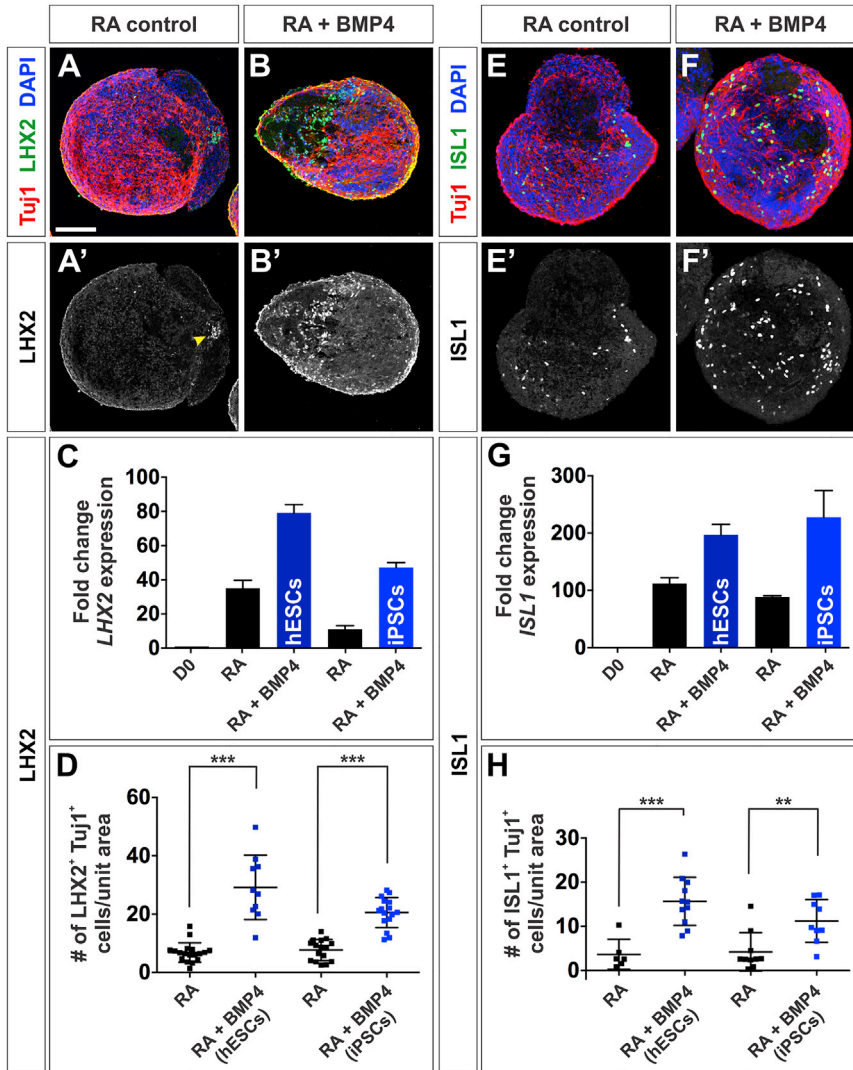 RA control
RA + BMP4
RA control
RA + BMP4
Tuj1 LHX2 DAPI
A
B
Tuj1 ISL1 DAPI
E
F
LHX2
A'
B'
ISL1
E'
F'
LHX2
C
Fold change
LHX2 expression
100
80
60
40
20
0
hESCs
iPSCs
D0
RA
RA + BMP4
RA
RA + BMP4
D
# of LHX2+ Tuj1+
cells/unit area
60
40
20
0
***
***
RA
RA + BMP4
(hESCs)
RA
RA + BMP4
(iPSCs)
ISL1
G
Fold change
ISL1 expression
300
200
100
0
hESCs
iPSCs
D0
RA
RA + BMP4
RA
RA + BMP4
H
# of ISL1+ Tuj1+
cells/unit area
30
20
10
0
***
**
RA
RA + BMP4
(hESCs)
RA
RA + BMP4
(iPSCs)